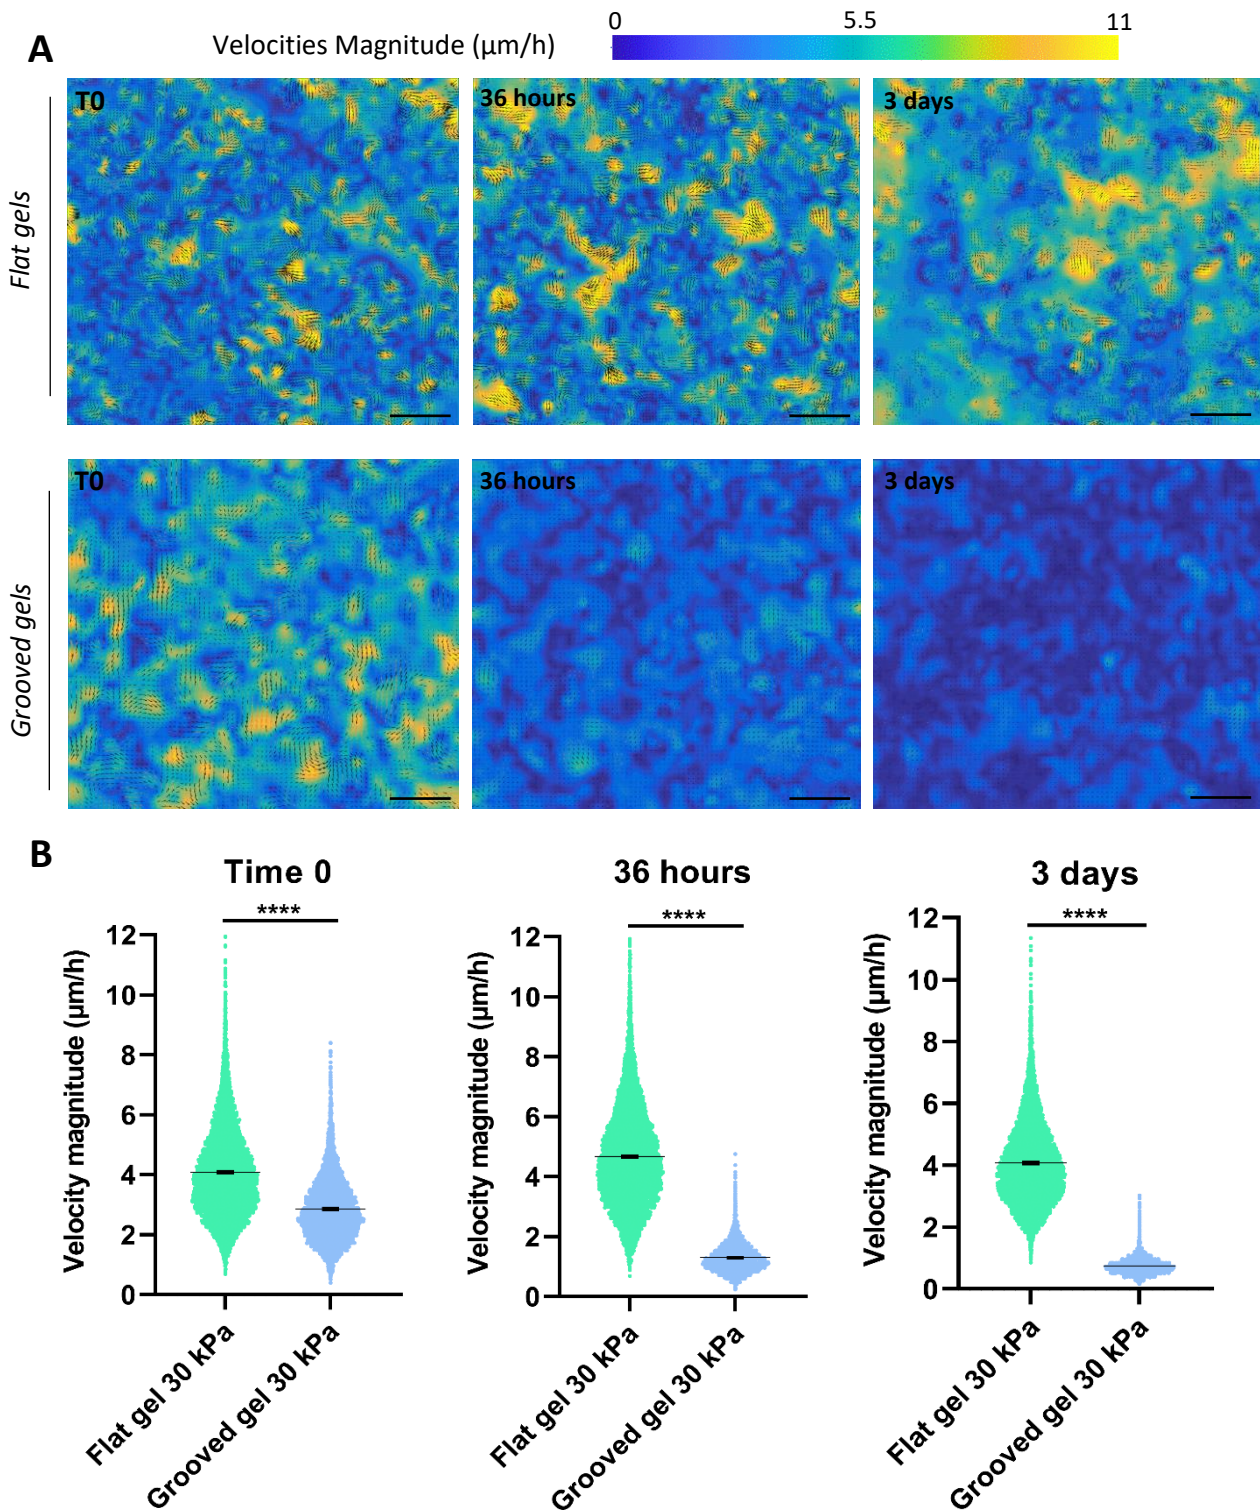 A
Velocities Magnitude (µm/h)
0 5.5 11
Flat gels
T0
36 hours
3 days
Grooved gels
T0
36 hours
3 days
B
Time 0
****
Velocity magnitude (µm/h)
12
10
8
6
4
2
0
Flat gel 30 kPa
Grooved gel 30 kPa
36 hours
****
Velocity magnitude (µm/h)
12
10
8
6
4
2
0
Flat gel 30 kPa
Grooved gel 30 kPa
3 days
****
Velocity magnitude (µm/h)
12
10
8
6
4
2
0
Flat gel 30 kPa
Grooved gel 30 kPa